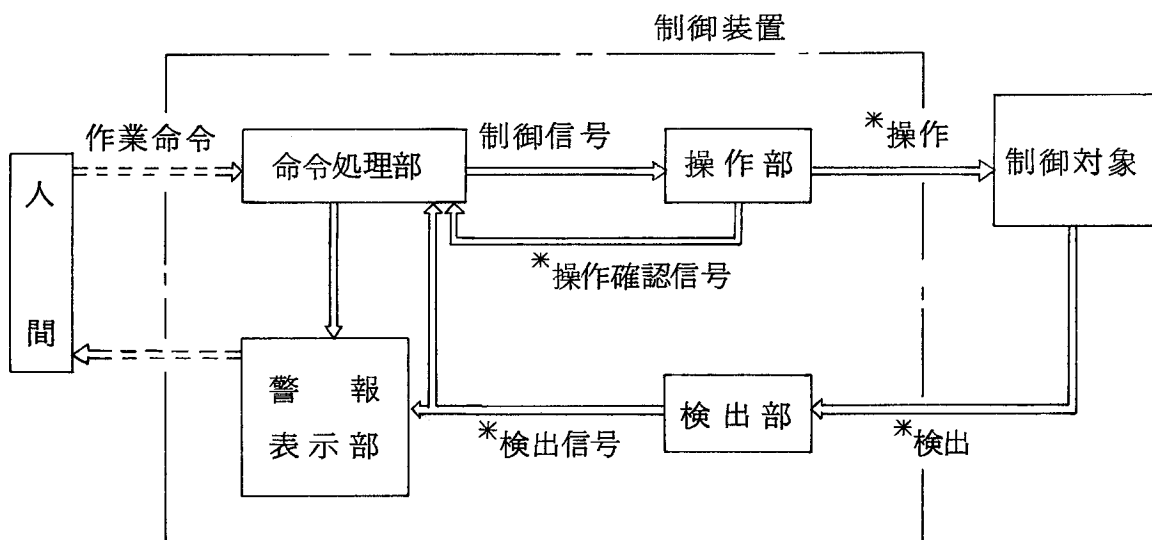 制御装置
作業命令
命令処理部
制御信号
操作部
*操作
制御対象
人間
*操作確認信号
警報
表示部
*検出信号
検出部
*検出